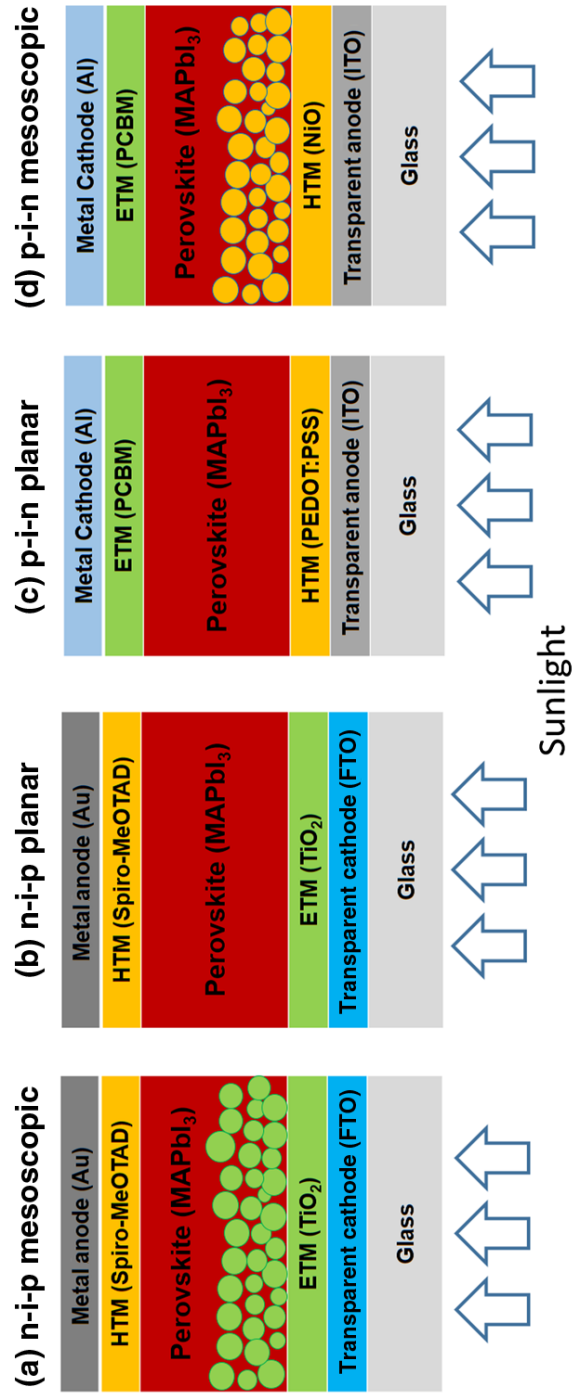 (a) n-i-p mesoscopic
Metal anode (Au)
HTM (Spiro-MeOTAD)
Perovskite (MAPbI₃)
ETM (TiO₂)
Transparent cathode (FTO)
Glass
(b) n-i-p planar
Metal anode (Au)
HTM (Spiro-MeOTAD)
Perovskite (MAPbI₃)
ETM (TiO₂)
Transparent cathode (FTO)
Glass
(c) p-i-n planar
Metal Cathode (Al)
ETM (PCBM)
Perovskite (MAPbI₃)
HTM (PEDOT:PSS)
Transparent anode (ITO)
Glass
(d) p-i-n mesoscopic
Metal Cathode (Al)
ETM (PCBM)
Perovskite (MAPbI₃)
HTM (NiO)
Transparent anode (ITO)
Glass
Sunlight